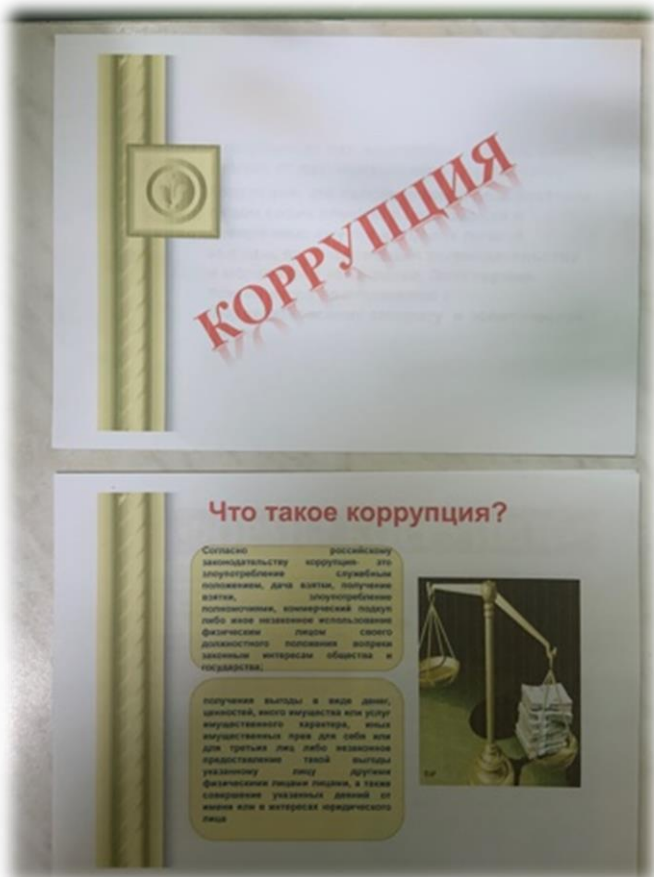 КОРРУПЦИЯ
Что такое коррупция?
Согласно российскому
законодательству коррупция- это
злоупотребление служебным
положением, дача взятки, получение
взятки, злоупотребление
полномочиями, коммерческий подкуп
либо иное незаконное использование
физическим лицом своего
должностного положения вопреки
законным интересам общества и
государства;
получения выгоды в виде денег,
ценностей, иного имущества или услуг
имущественного характера, иных
имущественных прав для себя или
для третьих лиц либо незаконное
предоставление такой выгоды
указанному лицу другими
физическими лицами лицами, а также
совершение указанных деяний от
имени или в интересах юридического
лица